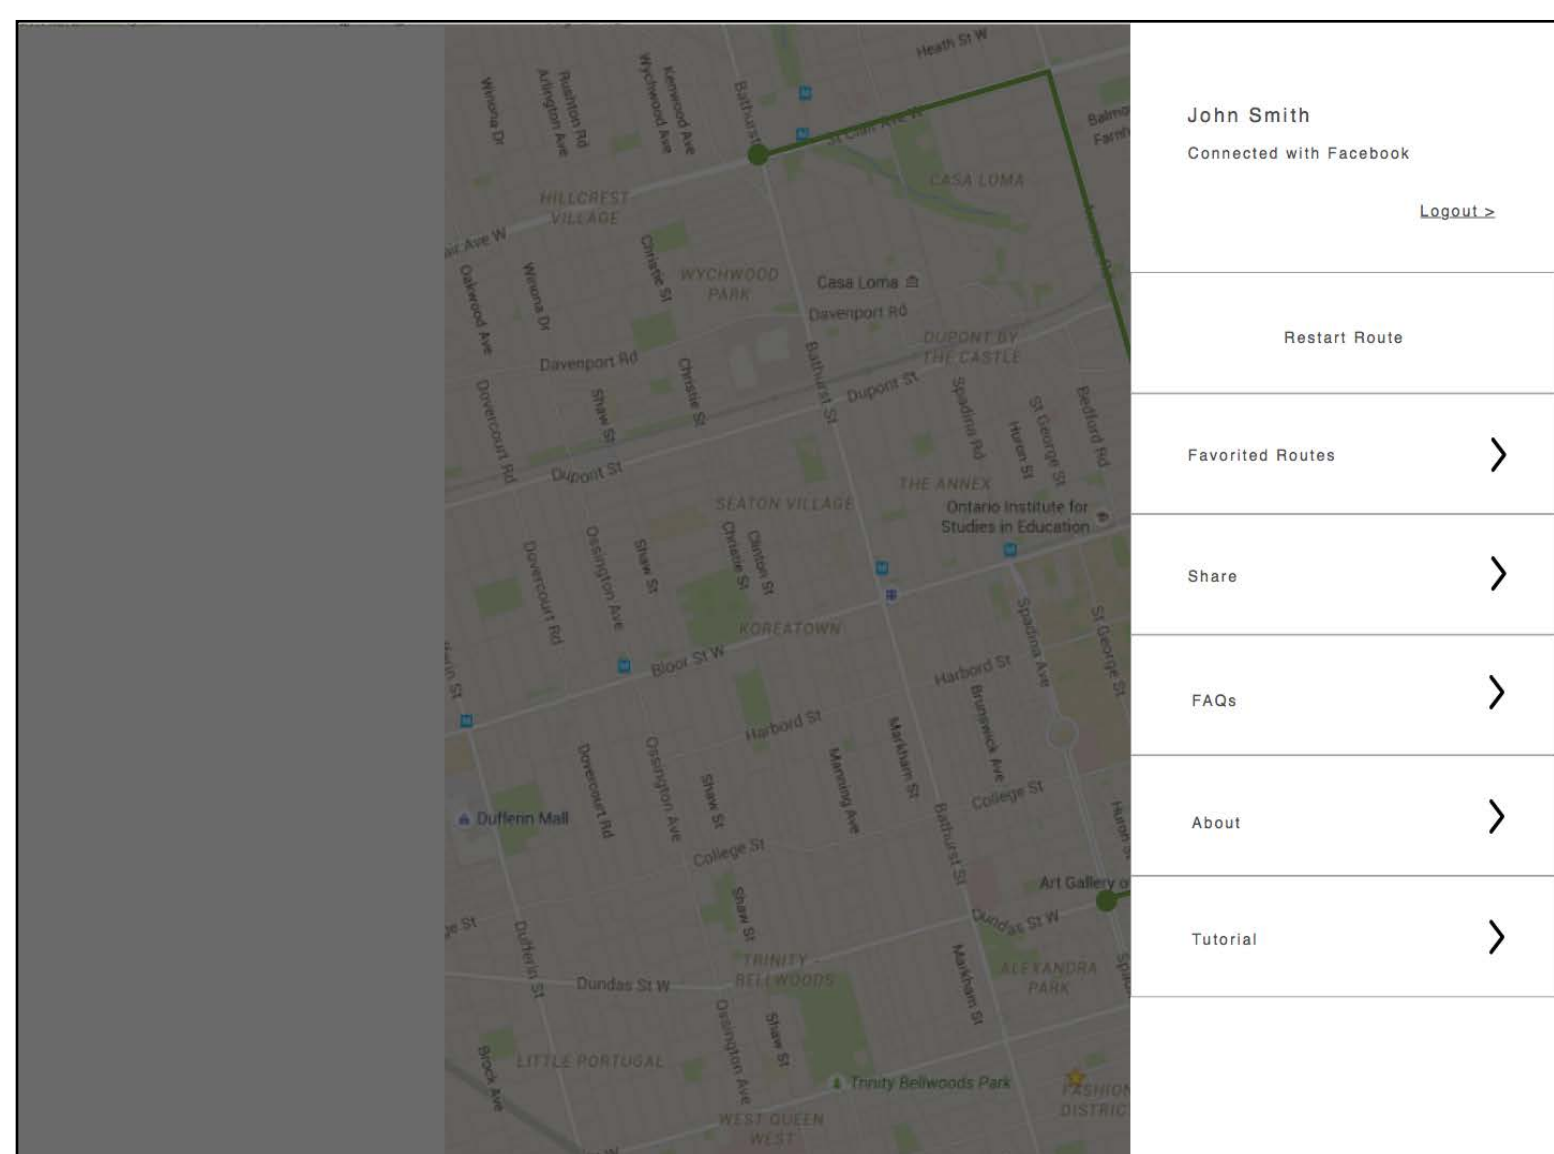 Heath St W
Winona Dr
Rushton Rd
Arlington Ave
Kenwood Ave
Wychwood Ave
Bathurst
St Clair Ave W
CASA LOMA
HILLCREST
VILLAGE
Ave W
Oakwood Ave
Winona Dr
Christie St
WYCHWOOD
PARK
Casa Loma
Davenport Rd
DUPONT BY
THE CASTLE
Davenport Rd
Christie St
Bathurst St
Dupont St
Spadina Rd
St George St
Huron St
Bedford Rd
Dovercourt Rd
Shaw St
Dupont St
SEATON VILLAGE
THE ANNEX
Ontario Institute for
Studies in Education
Dovercourt Rd
Ossington Ave
Shaw St
Christie St
Clinton St
KOREATOWN
Bloor St W
Spadina Ave
St George St
Harbord St
Brunswick Ave
Harbord St
Markham St
Manning Ave
Dovercourt Rd
Ossington Ave
Shaw St
College St
Bathurst St
Dufferin Mall
College St
Art Gallery o
Shaw St
Dundas St W
Dufferin St
TRINITY
BELLWOODS
Dundas St W
Markham St
ALEXANDRA
PARK
Ossington Ave
Shaw St
LITTLE PORTUGAL
Brock Ave
Trinity Bellwoods Park
FASHION
DISTRIC
WEST QUEEN
WEST
John Smith
Connected with Facebook
Logout >
Restart Route
Favorited Routes
Share
FAQs
About
Tutorial